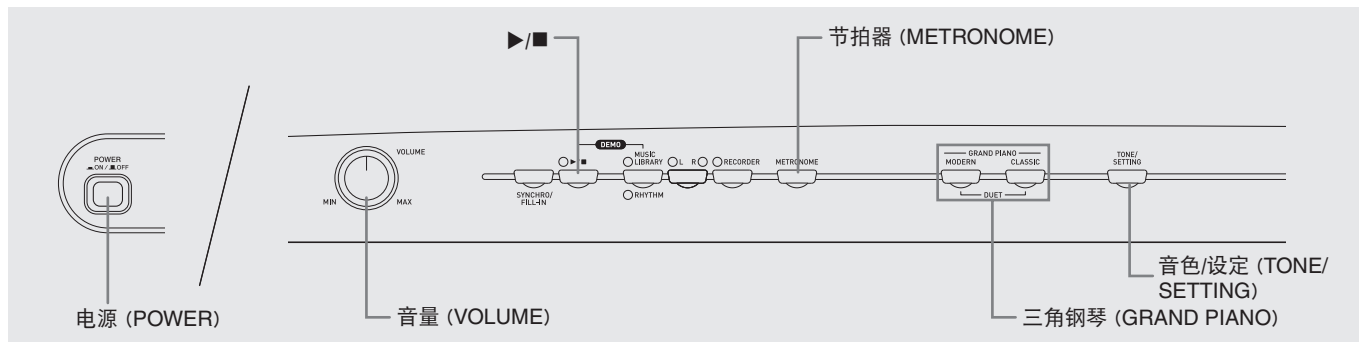 ▶/■
节拍器 (METRONOME)
POWER
ON / OFF
VOLUME
MIN
MAX
DEMO
▶/■
MUSIC
LIBRARY
L R
RECORDER
METRONOME
SYNCHRO/
FILL-IN
RHYTHM
GRAND PIANO
MODERN CLASSIC
DUET
TONE/
SETTING
电源 (POWER)
音量 (VOLUME)
音色/设定 (TONE/
SETTING)
三角钢琴 (GRAND PIANO)